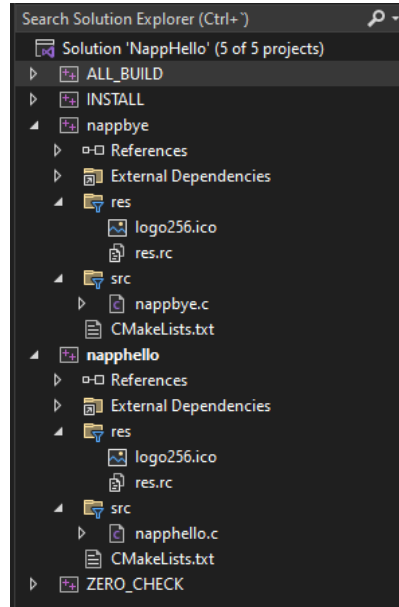 Search Solution Explorer (Ctrl+`)
Solution 'NappHello' (5 of 5 projects)
ALL_BUILD
INSTALL
nappbye
References
External Dependencies
res
logo256.ico
res.rc
src
nappbye.c
CMakeLists.txt
napphello
References
External Dependencies
res
logo256.ico
res.rc
src
napphello.c
CMakeLists.txt
ZERO_CHECK